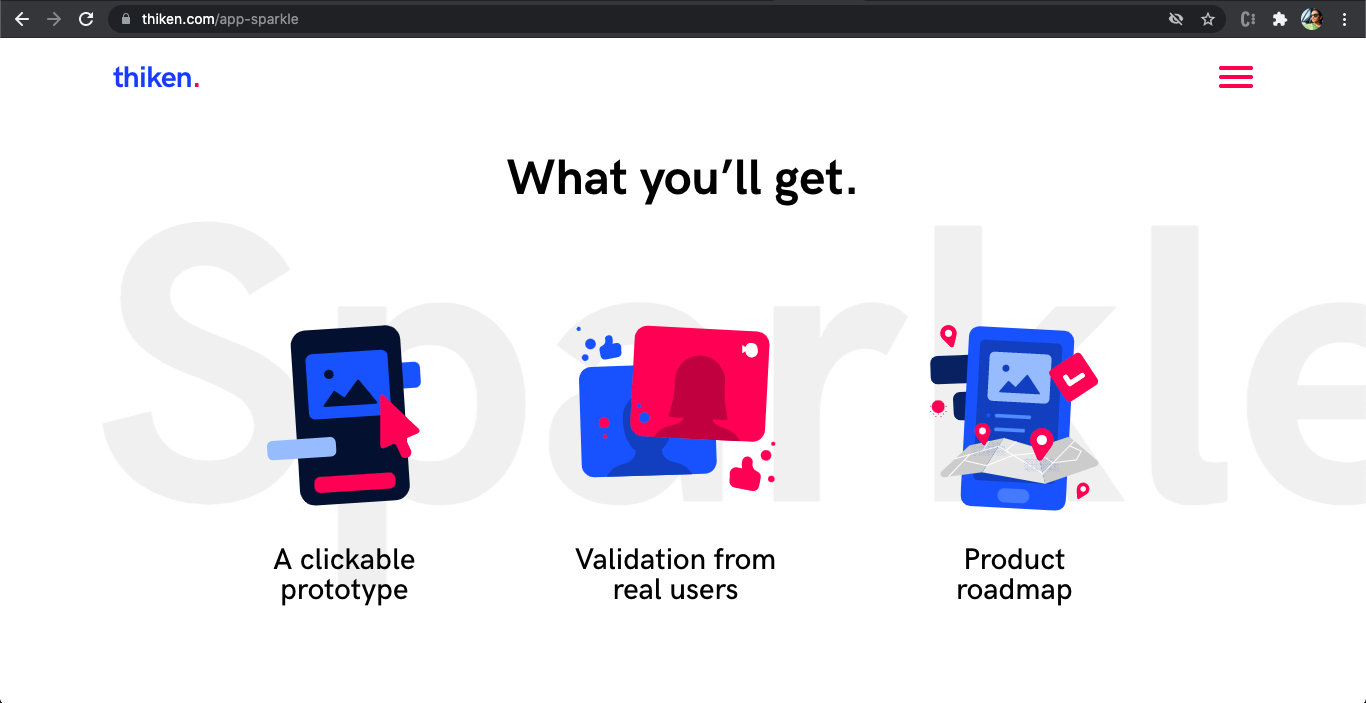 thiken.com/app-sparkle
thiken.
What you’ll get.
Sparkle
A clickable
prototype
Validation from
real users
Product
roadmap